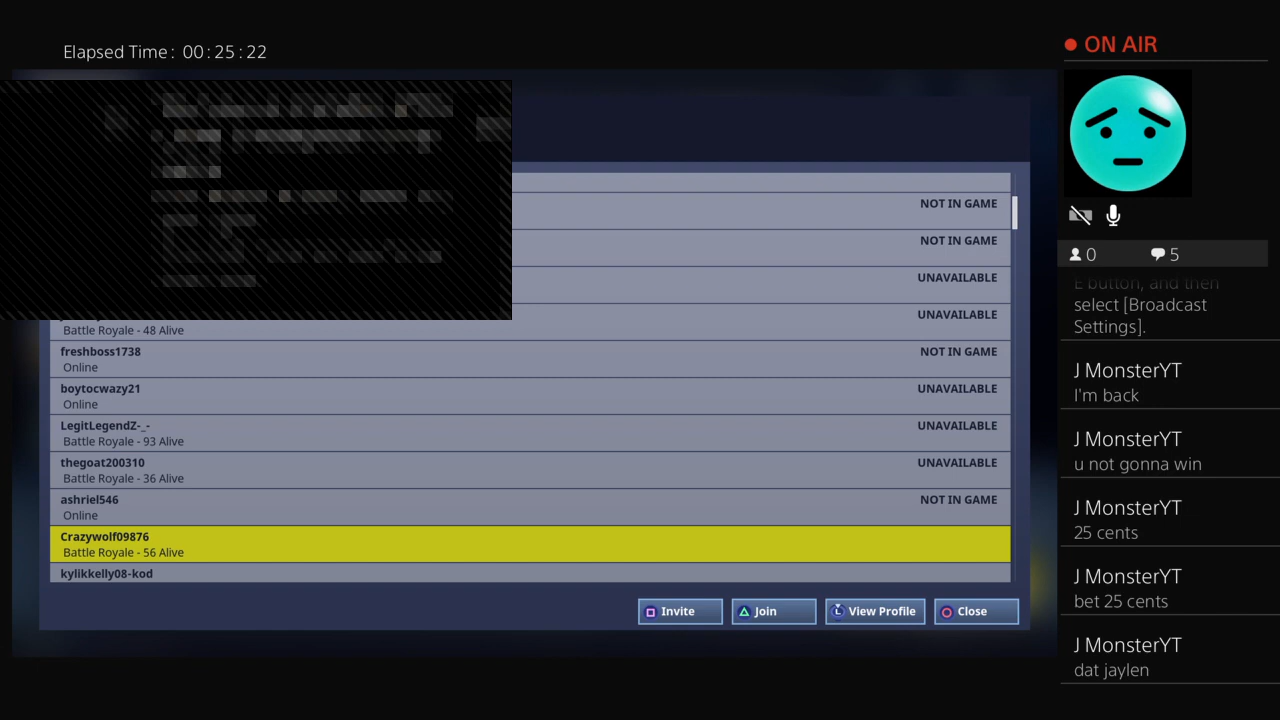 Elapsed Time: 00:25:22
ON AIR
0 5
E button, and then
select [Broadcast
Settings].
J MonsterYT
I'm back
J MonsterYT
u not gonna win
J MonsterYT
25 cents
J MonsterYT
bet 25 cents
J MonsterYT
dat jaylen
NOT IN GAME
NOT IN GAME
UNAVAILABLE
UNAVAILABLE
Battle Royale - 48 Alive
freshboss1738 NOT IN GAME
Online
boytocwazy21 UNAVAILABLE
Online
LegitLegendZ-_- UNAVAILABLE
Battle Royale - 93 Alive
thegoat200310 UNAVAILABLE
Battle Royale - 36 Alive
ashriel546 NOT IN GAME
Online
Crazywolf09876
Battle Royale - 56 Alive
kylikkelly08-kod
Invite Join L View Profile Close